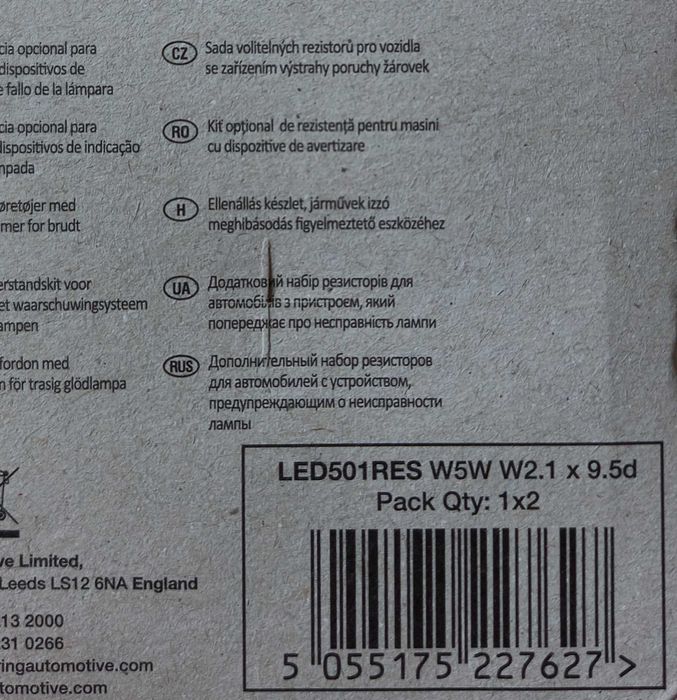 cia opcional para
dispositivos de
e fallo de la lámpara
cia opcional para
dispositivos de indicação
mpada
øretøjer med
mer for brudt
erstandskit voor
et waarschuwingsysteem
ampen
fordon med
n för trasig glödlampa
CZ Sada volitelných rezistorů pro vozidla
se zařízením výstrahy poruchy žárovek
RO Kit opțional de rezistență pentru masini
cu dispozitive de avertizare
H Ellenállás készlet, járművek izzó
meghibásodás figyelmeztető eszközéhez
UA Додатковий набір резисторів для
автомобілів з пристроєм, який
попереджає про несправність лампи
RUS Дополнительный набор резисторов
для автомобилей с устройством,
предупреждающим о неисправности
лампы
ve Limited,
Leeds LS12 6NA England
13 2000
31 0266
ringautomotive.com
tomotive.com
LED501RES W5W W2.1 x 9.5d
Pack Qty: 1x2
5 055175 227627 >